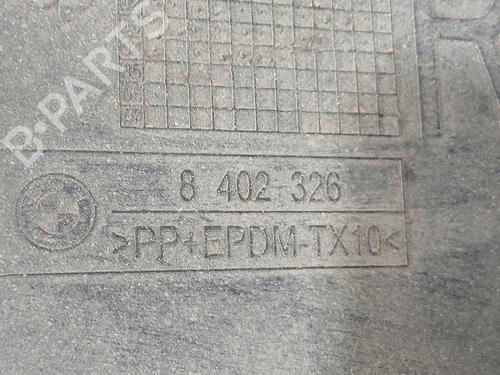 B-PARTS
R
8 402 326
>PP+EPDM-TX10<